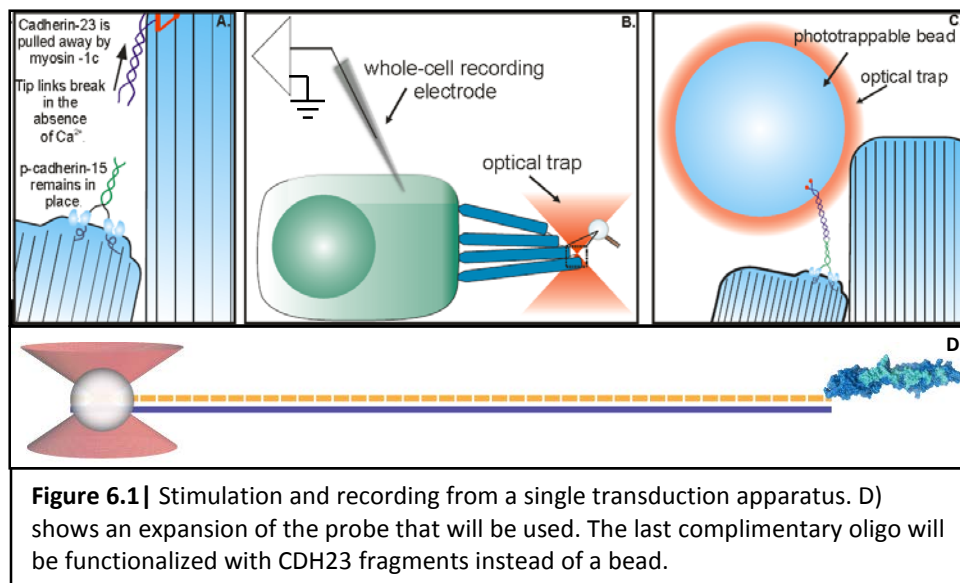 Cadherin-23 is
pulled away by
myosin -1c
Tip links break
in the
absence
of Ca²⁺.
p-cadherin-15
remains in
place.
A.
B.
whole-cell recording
electrode
optical trap
C
phototrappable bead
optical trap
D
Figure 6.1| Stimulation and recording from a single transduction apparatus. D)
shows an expansion of the probe that will be used. The last complimentary oligo will
be functionalized with CDH23 fragments instead of a bead.